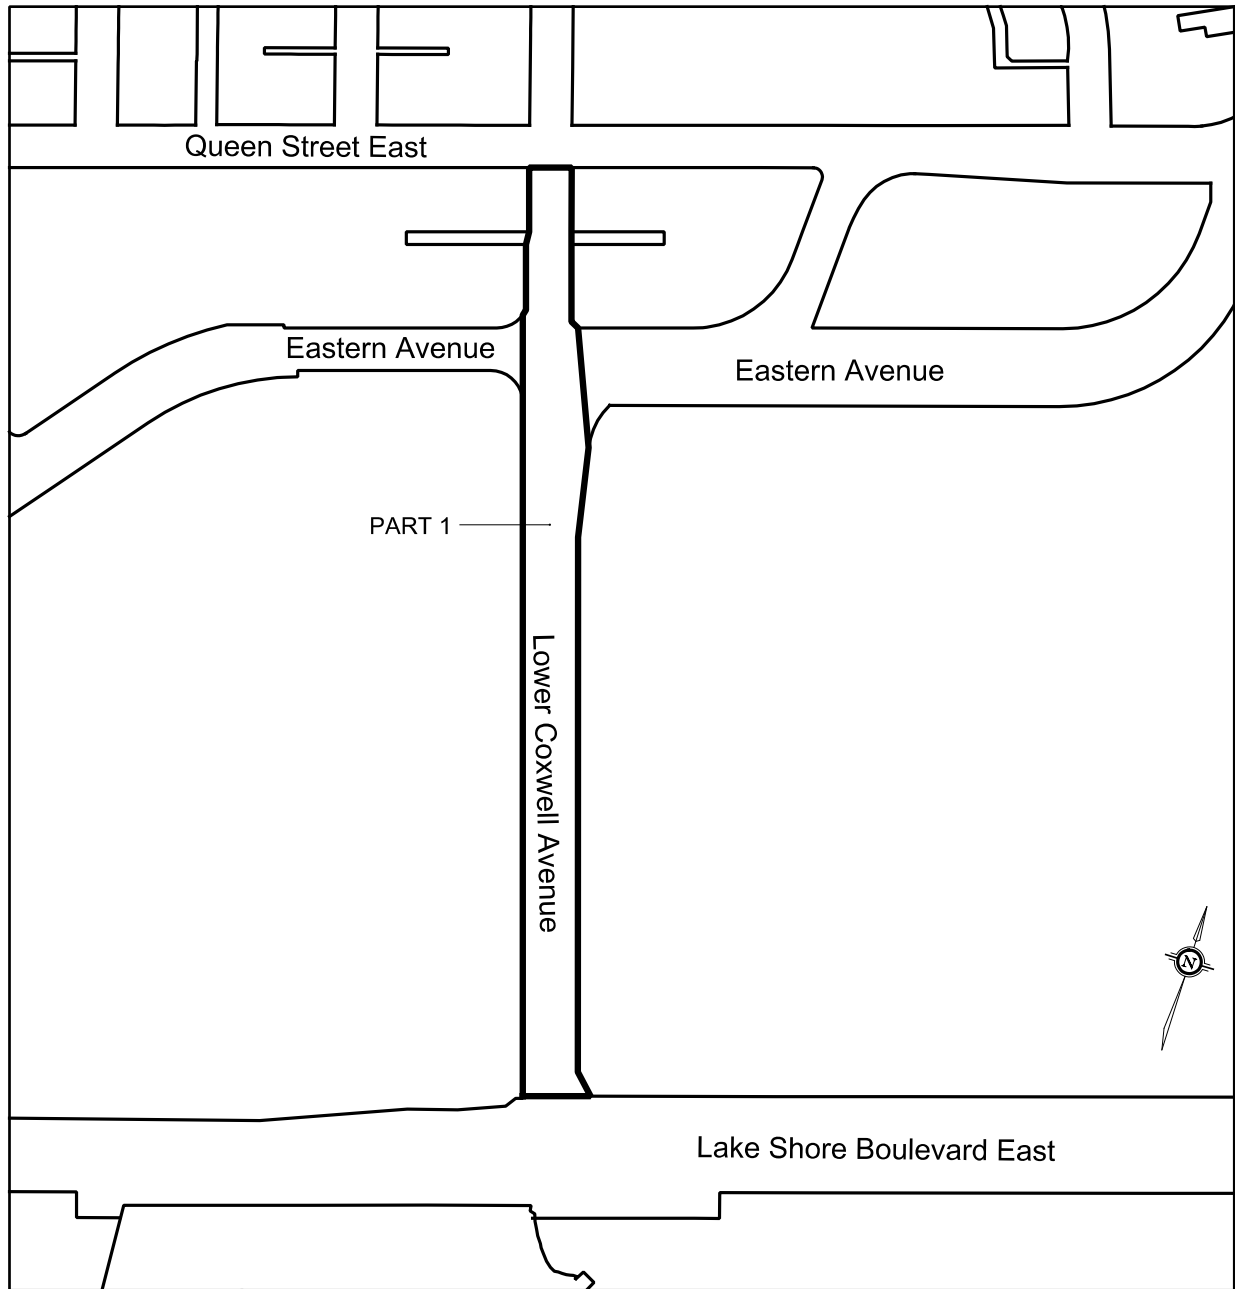 Queen Street East
Eastern Avenue
Eastern Avenue
PART 1
Lower Coxwell Avenue
N
Lake Shore Boulevard East